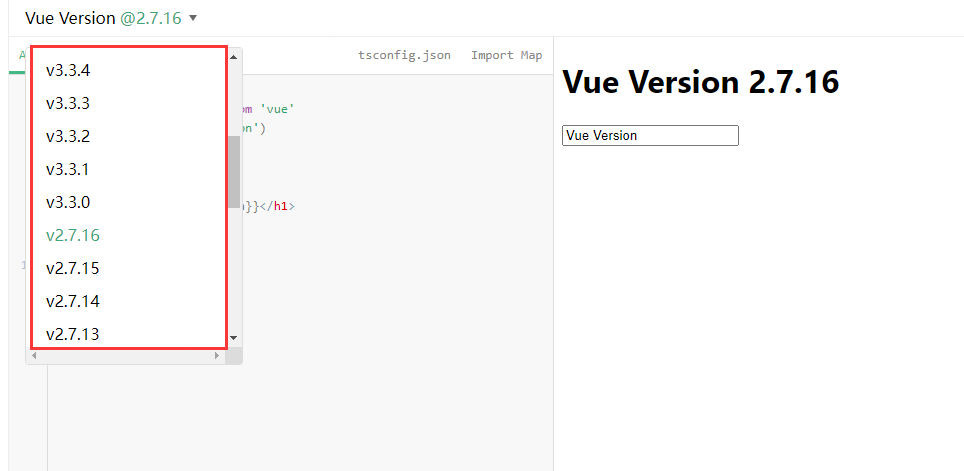 Vue Version @2.7.16
A
tsconfig.json
Import Map
v3.3.4
v3.3.3
v3.3.2
v3.3.1
v3.3.0
v2.7.16
v2.7.15
v2.7.14
v2.7.13
om 'vue'
on')
}}</h1>
1
Vue Version 2.7.16
Vue Version